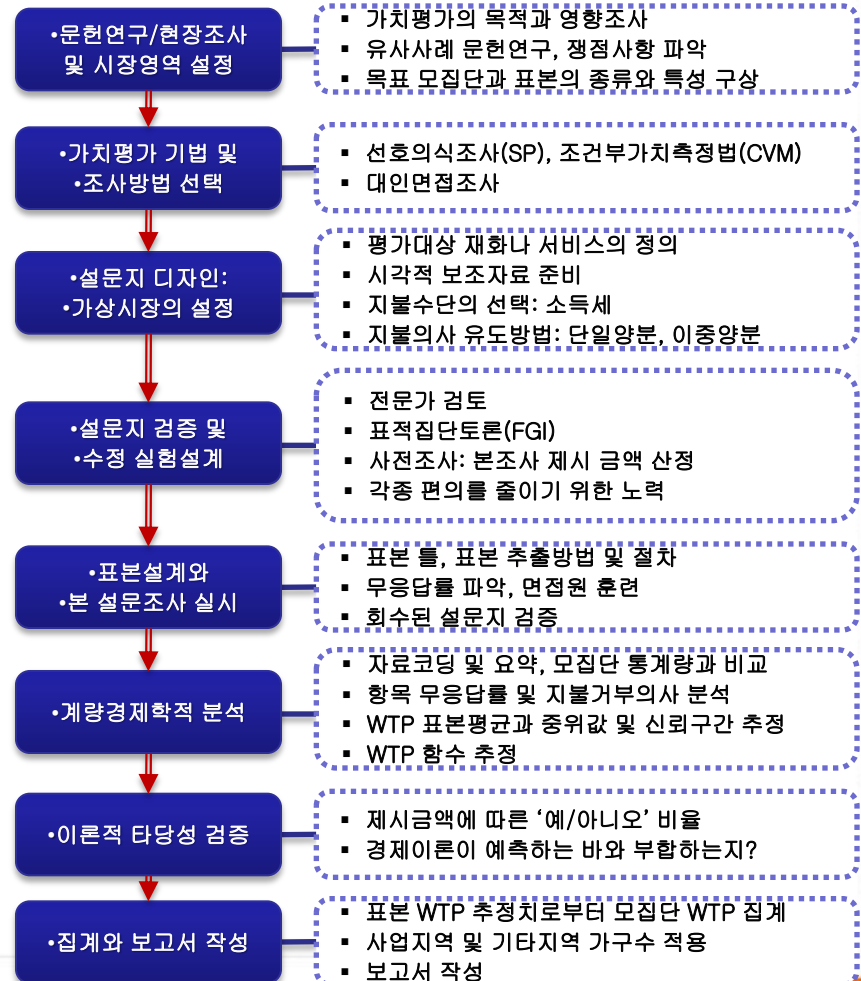 •문헌연구/현장조사
및 시장영역 설정
▪ 가치평가의 목적과 영향조사
▪ 유사사례 문헌연구, 쟁점사항 파악
▪ 목표 모집단과 표본의 종류와 특성 구상
•가치평가 기법 및
•조사방법 선택
▪ 선호의식조사(SP), 조건부가치측정법(CVM)
▪ 대인면접조사
•설문지 디자인:
•가상시장의 설정
▪ 평가대상 재화나 서비스의 정의
▪ 시각적 보조자료 준비
▪ 지불수단의 선택: 소득세
▪ 지불의사 유도방법: 단일양분, 이중양분
•설문지 검증 및
•수정 실험설계
▪ 전문가 검토
▪ 표적집단토론(FGI)
▪ 사전조사: 본조사 제시 금액 산정
▪ 각종 편의를 줄이기 위한 노력
•표본설계와
•본 설문조사 실시
▪ 표본 틀, 표본 추출방법 및 절차
▪ 무응답률 파악, 면접원 훈련
▪ 회수된 설문지 검증
•계량경제학적 분석
▪ 자료코딩 및 요약, 모집단 통계량과 비교
▪ 항목 무응답률 및 지불거부의사 분석
▪ WTP 표본평균과 중위값 및 신뢰구간 추정
▪ WTP 함수 추정
•이론적 타당성 검증
▪ 제시금액에 따른 ‘예/아니오’ 비율
▪ 경제이론이 예측하는 바와 부합하는지?
•집계와 보고서 작성
▪ 표본 WTP 추정치로부터 모집단 WTP 집계
▪ 사업지역 및 기타지역 가구수 적용
▪ 보고서 작성